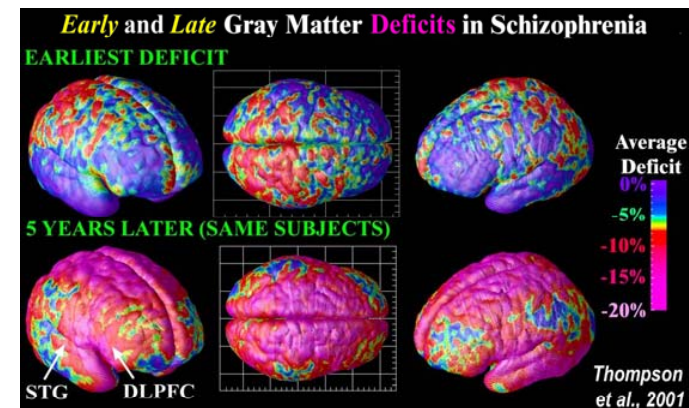 Early and Late Gray Matter Deficits in Schizophrenia
EARLIEST DEFICIT
Average
Deficit
0%
-5%
-10%
-15%
-20%
5 YEARS LATER (SAME SUBJECTS)
STG
DLPFC
Thompson
et al., 2001